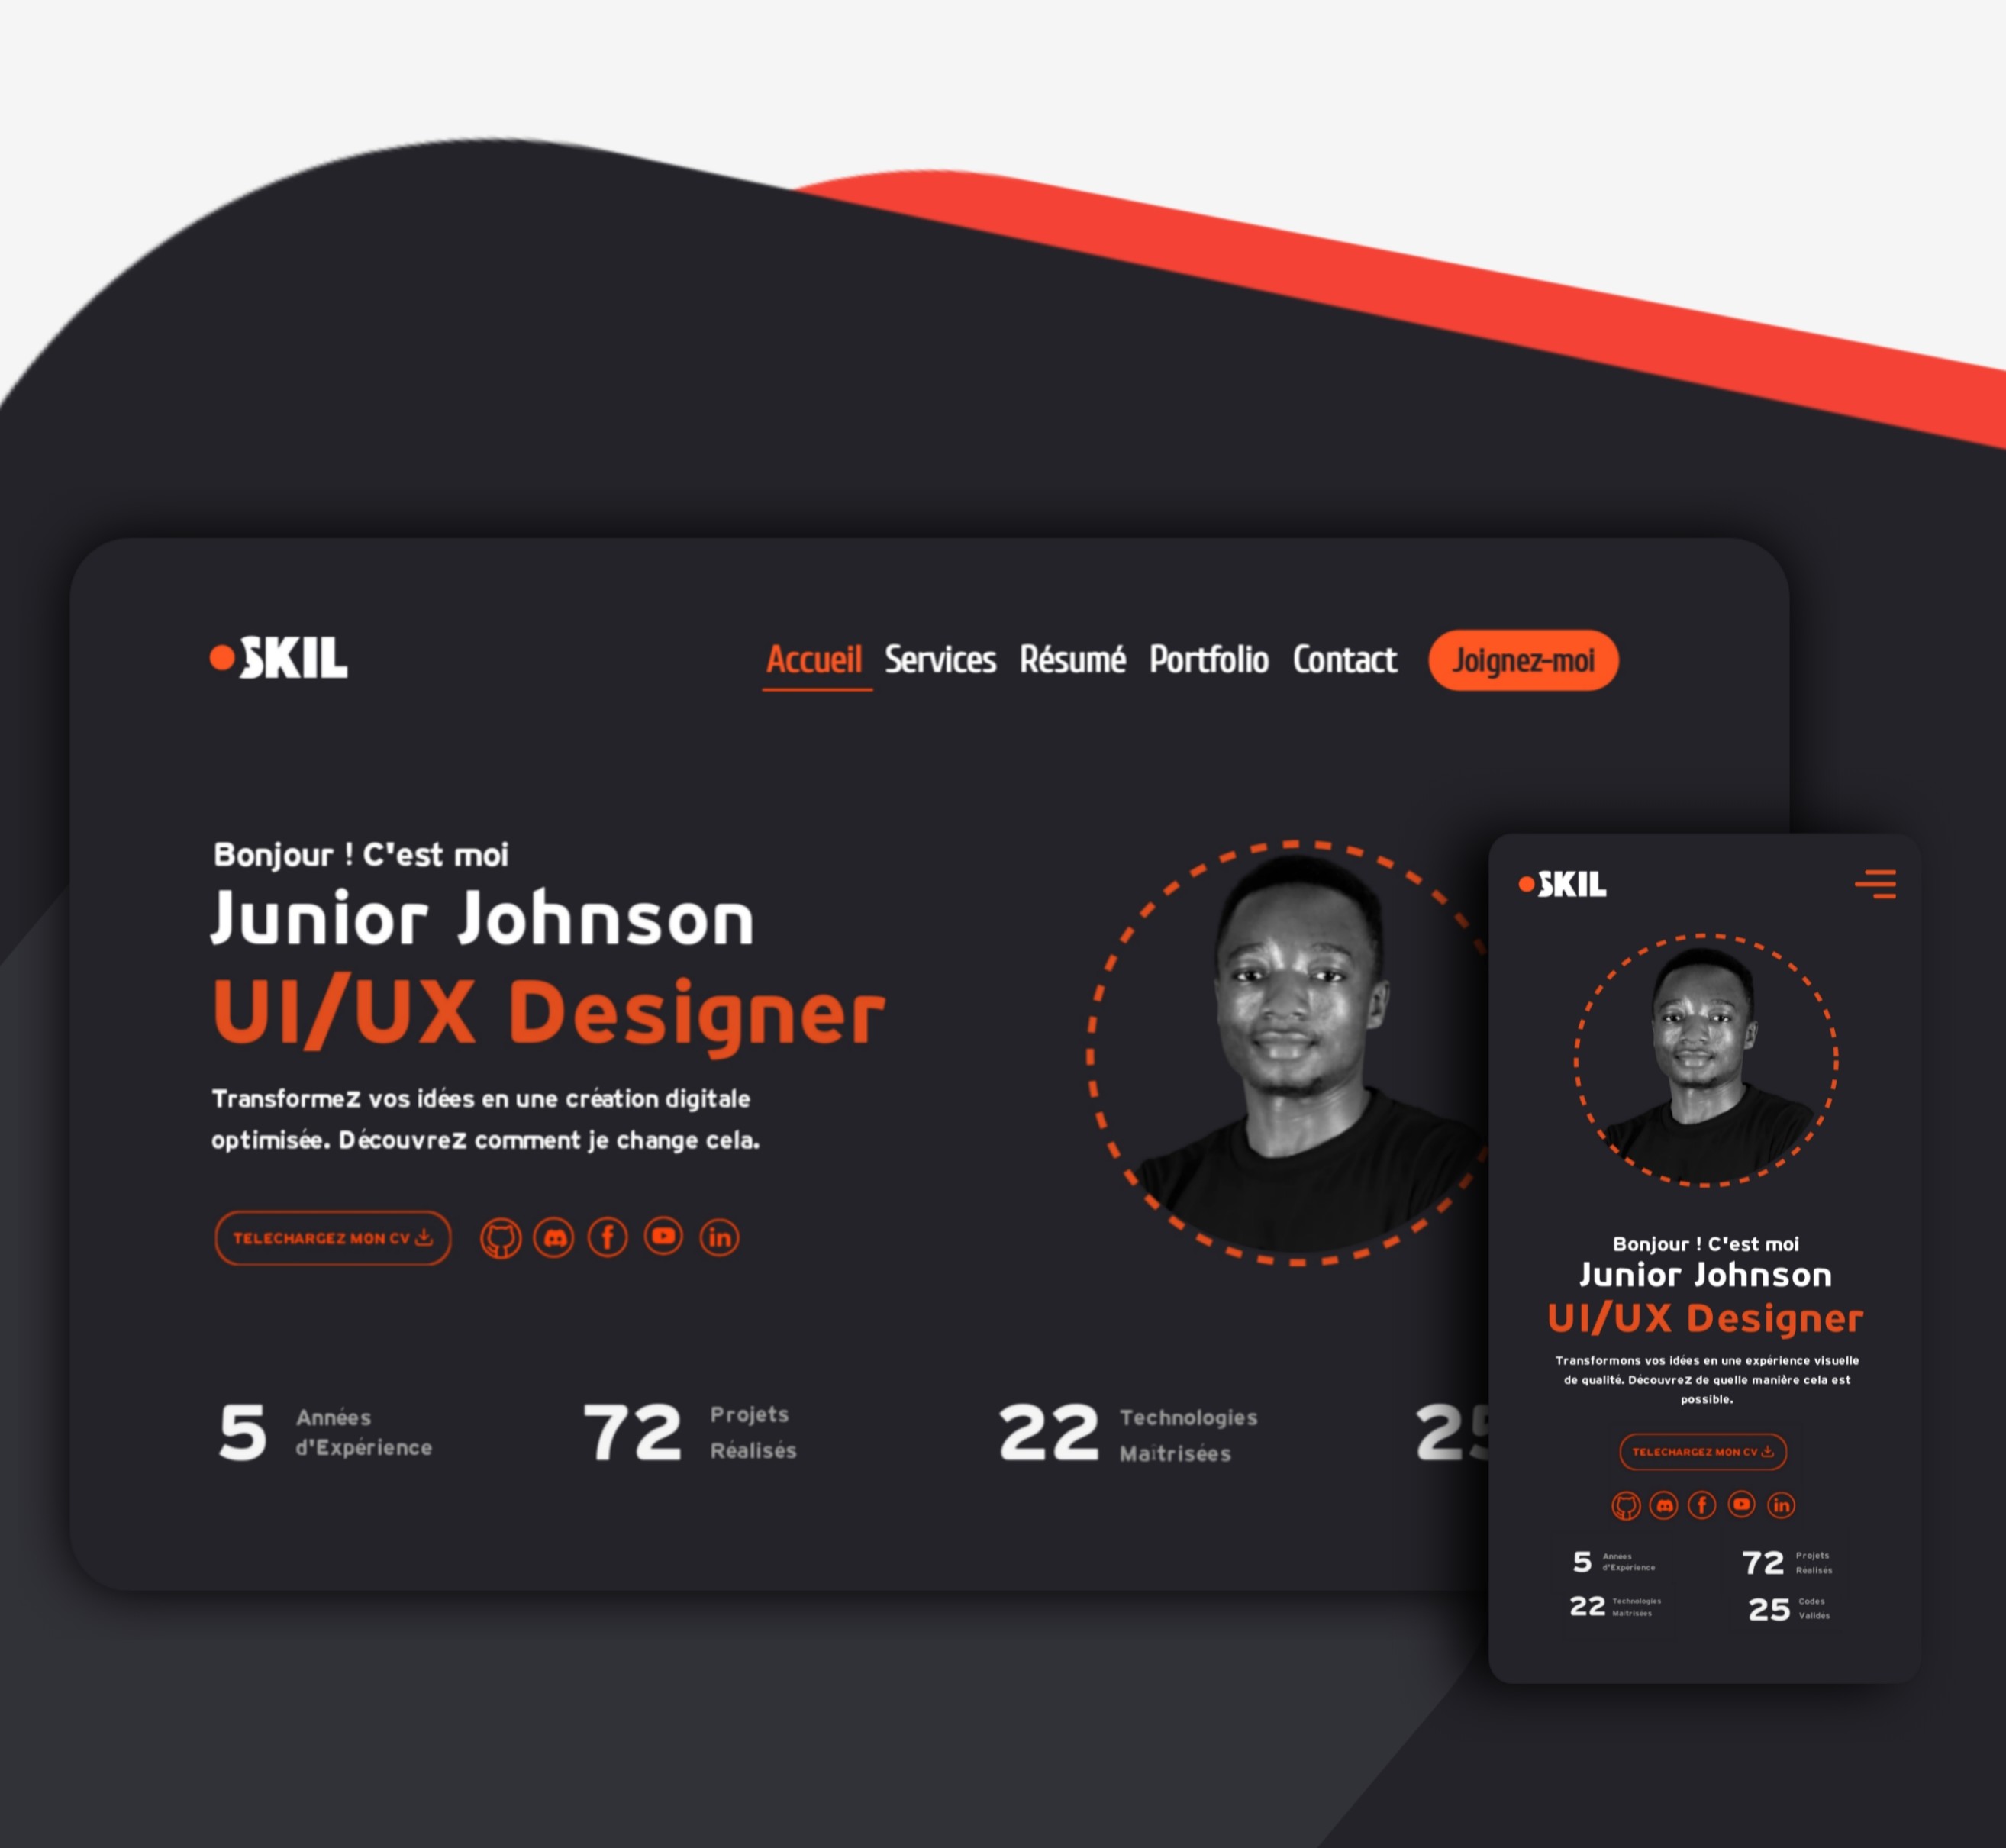 SKIL
Accueil Services Résumé Portfolio Contact Joignez-moi
Bonjour ! C'est moi
Junior Johnson
UI/UX Designer
Transformez vos idées en une création digitale
optimisée. Découvrez comment je change cela.
TELECHARGEZ MON CV
5 Années
d'Expérience
72 Projets
Réalisés
22 Technologies
Maîtrisées
25
SKIL
Bonjour ! C'est moi
Junior Johnson
UI/UX Designer
Transformons vos idées en une expérience visuelle
de qualité. Découvrez de quelle manière cela est
possible.
TELECHARGEZ MON CV
5 Années
d'Expérience
72 Projets
Réalisés
22 Technologies
Maîtrisées
25 Codes
Validés